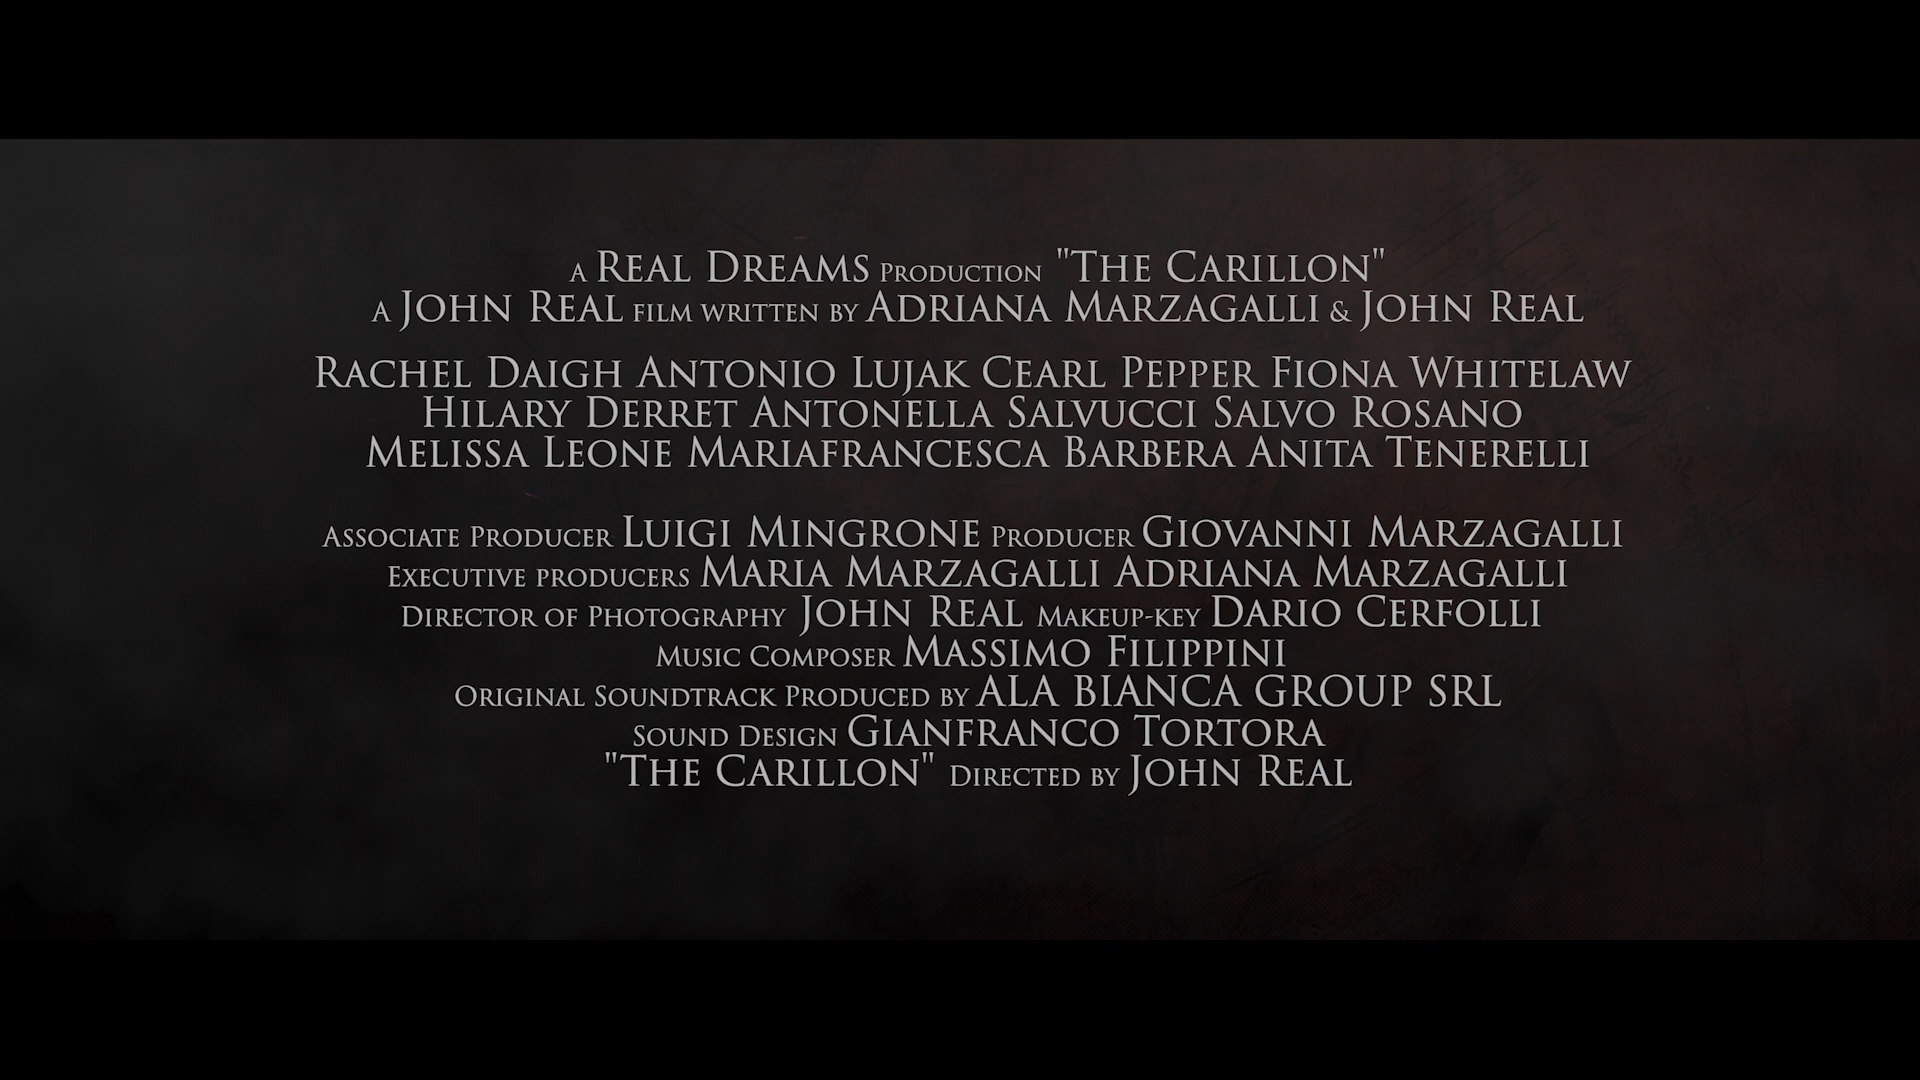 A REAL DREAMS PRODUCTION "THE CARILLON"
A JOHN REAL FILM WRITTEN BY ADRIANA MARZAGALLI & JOHN REAL
RACHEL DAIGH ANTONIO LUJAK CEARL PEPPER FIONA WHITELAW
HILARY DERRET ANTONELLA SALVUCCI SALVO ROSANO
MELISSA LEONE MARIAFRANCESCA BARBERA ANITA TENERELLI
ASSOCIATE PRODUCER LUIGI MINGRONE PRODUCER GIOVANNI MARZAGALLI
EXECUTIVE PRODUCERS MARIA MARZAGALLI ADRIANA MARZAGALLI
DIRECTOR OF PHOTOGRAPHY JOHN REAL MAKEUP-KEY DARIO CERFOLLI
MUSIC COMPOSER MASSIMO FILIPPINI
ORIGINAL SOUNDTRACK PRODUCED BY ALA BIANCA GROUP SRL
SOUND DESIGN GIANFRANCO TORTORA
"THE CARILLON" DIRECTED BY JOHN REAL